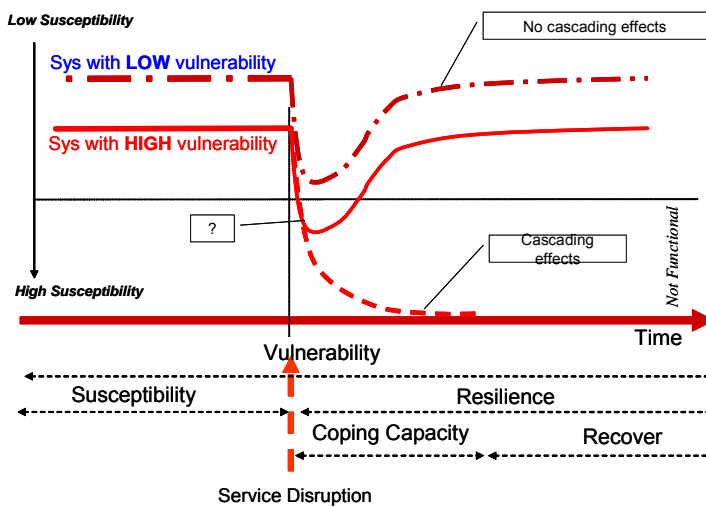 Low Susceptibility
No cascading effects
Sys with LOW vulnerability
Sys with HIGH vulnerability
?
Cascading
effects
Not Functional
High Susceptibility
Time
Vulnerability
Susceptibility
Resilience
Coping Capacity
Recover
Service Disruption